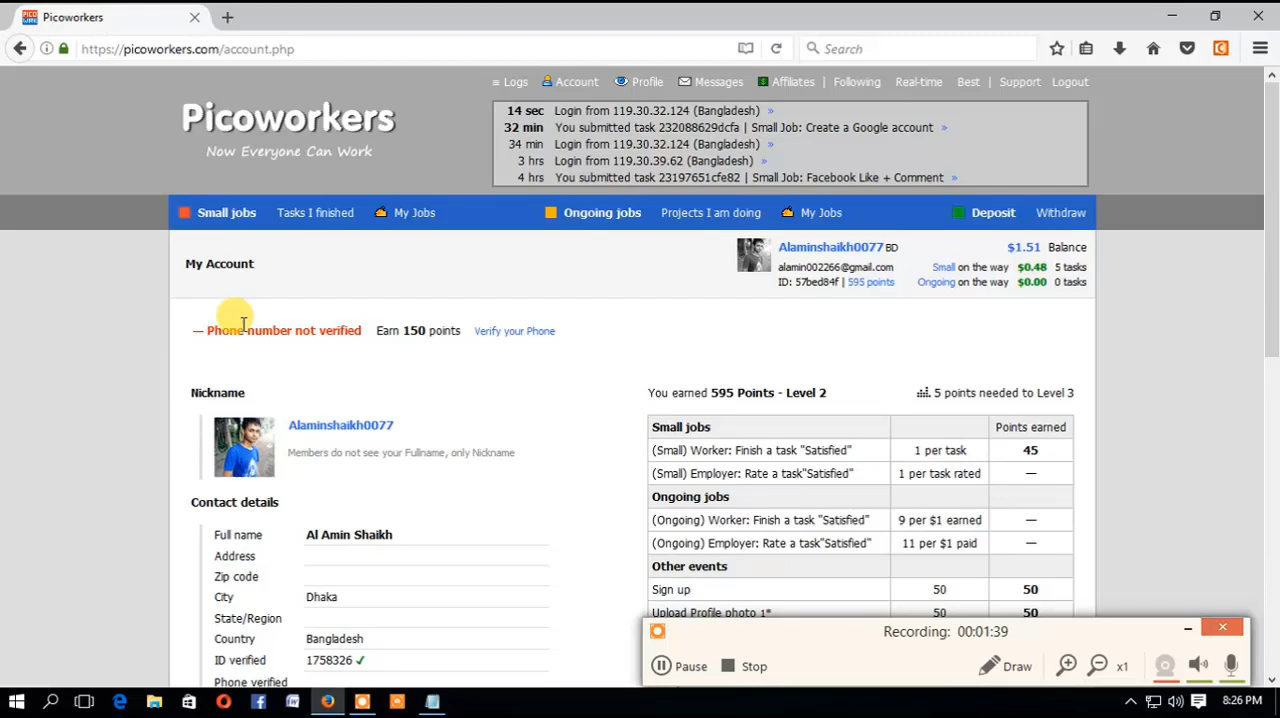 Picoworkers
https://picoworkers.com/account.php
Search
Logs Account Profile Messages Affiliates | Following Real-time Best | Support | Logout
Picoworkers
Now Everyone Can Work
14 sec Login from 119.30.32.124 (Bangladesh) »
32 min You submitted task 232088629dcfa | Small Job: Create a Google account »
34 min Login from 119.30.32.124 (Bangladesh) »
3 hrs Login from 119.30.39.62 (Bangladesh) »
4 hrs You submitted task 23197651cfe82 | Small Job: Facebook Like + Comment »
Small jobs Tasks I finished My Jobs Ongoing jobs Projects I am doing My Jobs Deposit Withdraw
My Account
Alaminshaikh0077 BD $1.51 Balance
alamin002266@gmail.com Small on the way $0.48 5 tasks
ID: 57bed84f | 595 points Ongoing on the way $0.00 0 tasks
— Phone number not verified Earn 150 points Verify your Phone
Nickname
Alaminshaikh0077
Members do not see your Fullname, only Nickname
Contact details
Full name Al Amin Shaikh
Address
Zip code
City Dhaka
State/Region
Country Bangladesh
ID verified 1758326 ✓
Phone verified
You earned 595 Points - Level 2 5 points needed to Level 3
Small jobs Points earned
(Small) Worker: Finish a task "Satisfied" 1 per task 45
(Small) Employer: Rate a task"Satisfied" 1 per task rated —
Ongoing jobs
(Ongoing) Worker: Finish a task "Satisfied" 9 per $1 earned —
(Ongoing) Employer: Rate a task"Satisfied" 11 per $1 paid —
Other events
Sign up 50 50
Upload Profile photo 1* 50 50
Recording: 00:01:39
Pause Stop Draw x1
8:26 PM